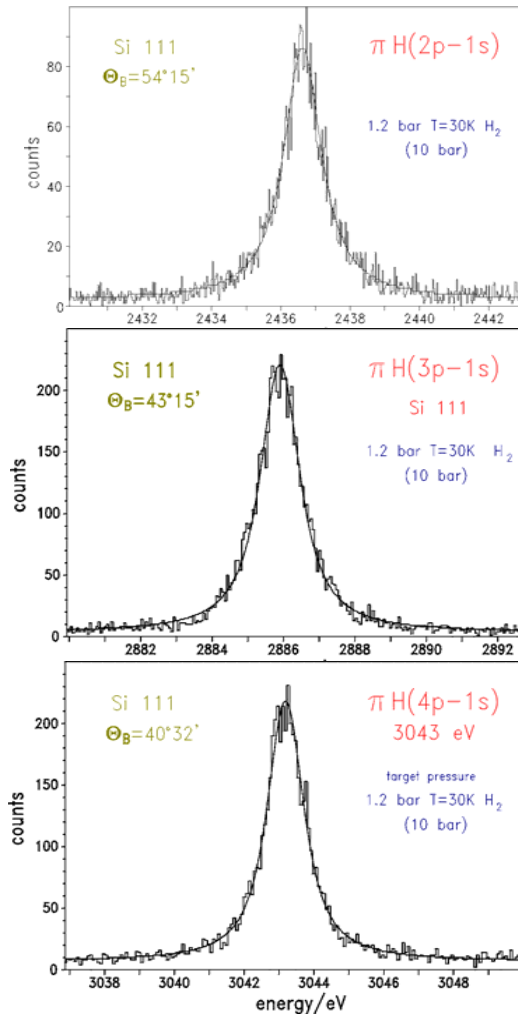 Si 111
Θ_B=54°15'
π H(2p-1s)
1.2 bar T=30K H₂
(10 bar)
counts
80
60
40
20
0
2432 2434 2436 2438 2440 2442
Si 111
Θ_B=43°15'
π H(3p-1s)
Si 111
1.2 bar T=30K H₂
(10 bar)
counts
200
150
100
50
0
2882 2884 2886 2888 2890 2892
Si 111
Θ_B=40°32'
π H(4p-1s)
3043 eV
target pressure
1.2 bar T=30K H₂
(10 bar)
counts
200
150
100
50
0
3038 3040 3042 3044 3046 3048
energy/eV